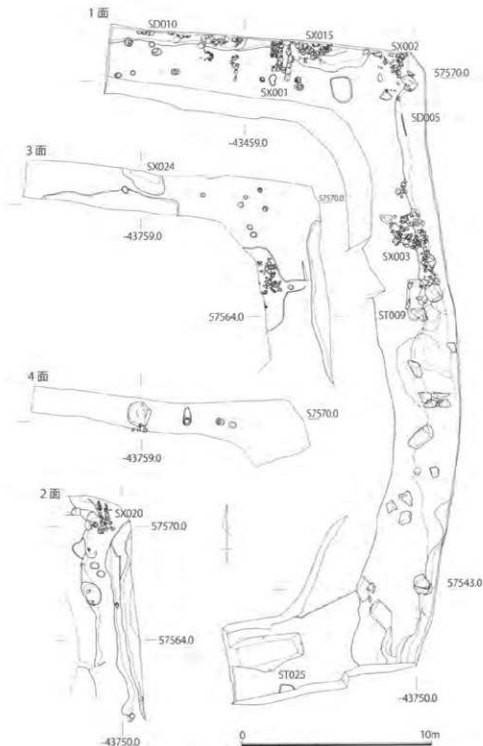 1 面
SD010
SX015
SX002
57570.0
SX001
SD005
-43459.0
3 面
SX024
57570.0
-43759.0
SX003
57564.0
ST009
4 面
57570.0
-43759.0
2 面
SX020
57570.0
57543.0
57564.0
ST025
-43750.0
-43750.0
0
10m